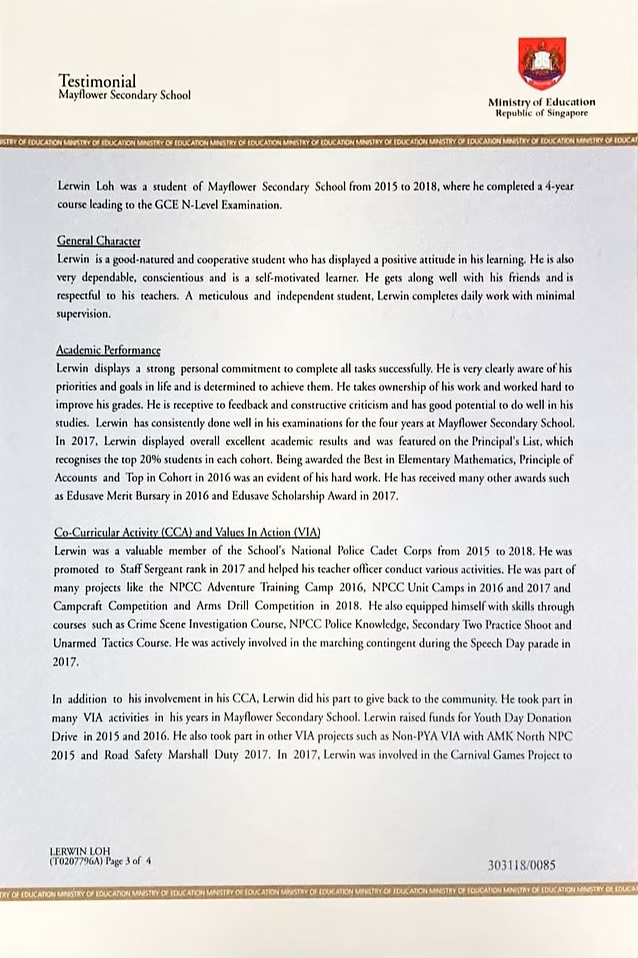 Testimonial
Mayflower Secondary School
Ministry of Education
Republic of Singapore
MINISTRY OF EDUCATION MINISTRY OF EDUCATION MINISTRY OF EDUCATION MINISTRY OF EDUCATION MINISTRY OF EDUCATION MINISTRY OF EDUCATION
Lerwin Loh was a student of Mayflower Secondary School from 2015 to 2018, where he completed a 4-year
course leading to the GCE N-Level Examination.
General Character
Lerwin is a good-natured and cooperative student who has displayed a positive attitude in his learning. He is also
very dependable, conscientious and is a self-motivated learner. He gets along well with his friends and is
respectful to his teachers. A meticulous and independent student, Lerwin completes daily work with minimal
supervision.
Academic Performance
Lerwin displays a strong personal commitment to complete all tasks successfully. He is very clearly aware of his
priorities and goals in life and is determined to achieve them. He takes ownership of his work and worked hard to
improve his grades. He is receptive to feedback and constructive criticism and has good potential to do well in his
studies. Lerwin has consistently done well in his examinations for the four years at Mayflower Secondary School.
In 2017, Lerwin displayed overall excellent academic results and was featured on the Principal's List, which
recognises the top 20% students in each cohort. Being awarded the Best in Elementary Mathematics, Principle of
Accounts and Top in Cohort in 2016 was an evident of his hard work. He has received many other awards such
as Edusave Merit Bursary in 2016 and Edusave Scholarship Award in 2017.
Co-Curricular Activity (CCA) and Values In Action (VIA)
Lerwin was a valuable member of the School's National Police Cadet Corps from 2015 to 2018. He was
promoted to Staff Sergeant rank in 2017 and helped his teacher officer conduct various activities. He was part of
many projects like the NPCC Adventure Training Camp 2016, NPCC Unit Camps in 2016 and 2017 and
Campcraft Competition and Arms Drill Competition in 2018. He also equipped himself with skills through
courses such as Crime Scene Investigation Course, NPCC Police Knowledge, Secondary Two Practice Shoot and
Unarmed Tactics Course. He was actively involved in the marching contingent during the Speech Day parade in
2017.
In addition to his involvement in his CCA, Lerwin did his part to give back to the community. He took part in
many VIA activities in his years in Mayflower Secondary School. Lerwin raised funds for Youth Day Donation
Drive in 2015 and 2016. He also took part in other VIA projects such as Non-PYA VIA with AMK North NPC
2015 and Road Safety Marshall Duty 2017. In 2017, Lerwin was involved in the Carnival Games Project to
LERWIN LOH
(T0207796A) Page 3 of 4
303118/0085
MINISTRY OF EDUCATION MINISTRY OF EDUCATION MINISTRY OF EDUCATION MINISTRY OF EDUCATION MINISTRY OF EDUCATION MINISTRY OF EDUCATION